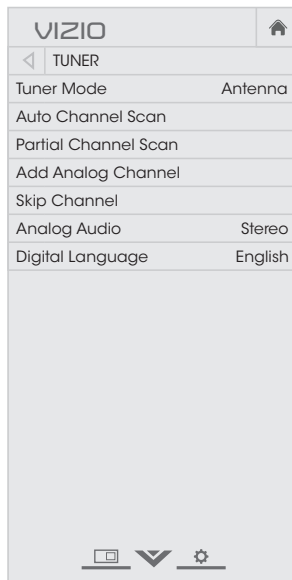 VIZIO
TUNER
Tuner Mode Antenna
Auto Channel Scan
Partial Channel Scan
Add Analog Channel
Skip Channel
Analog Audio Stereo
Digital Language English